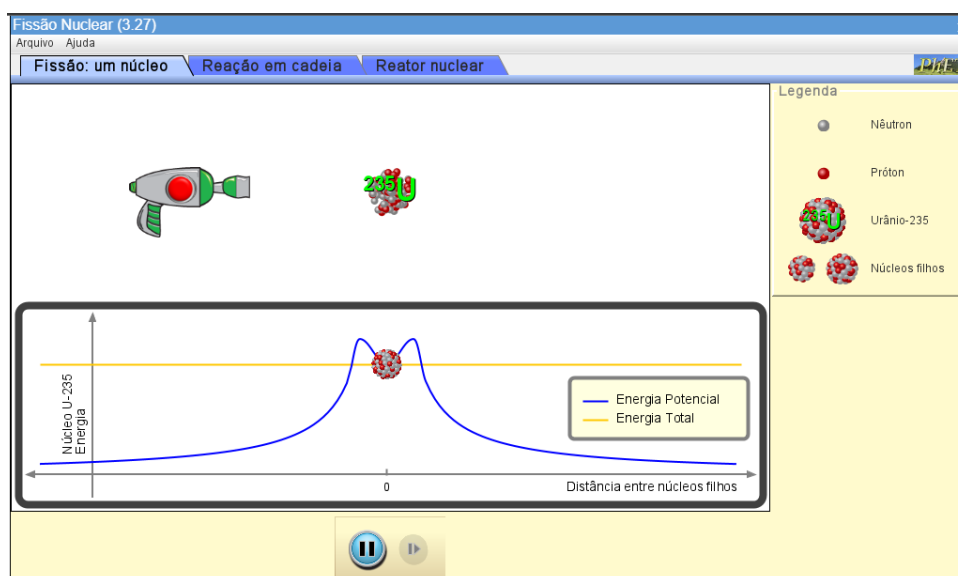 Fissão Nuclear (3.27)
Arquivo Ajuda
Fissão: um núcleo Reação em cadeia Reator nuclear
PhET
Legenda
Nêutron
Próton
235U
Urânio-235
Núcleos filhos
235U
Núcleo U-235
Energia
Energia Potencial
Energia Total
0
Distância entre núcleos filhos